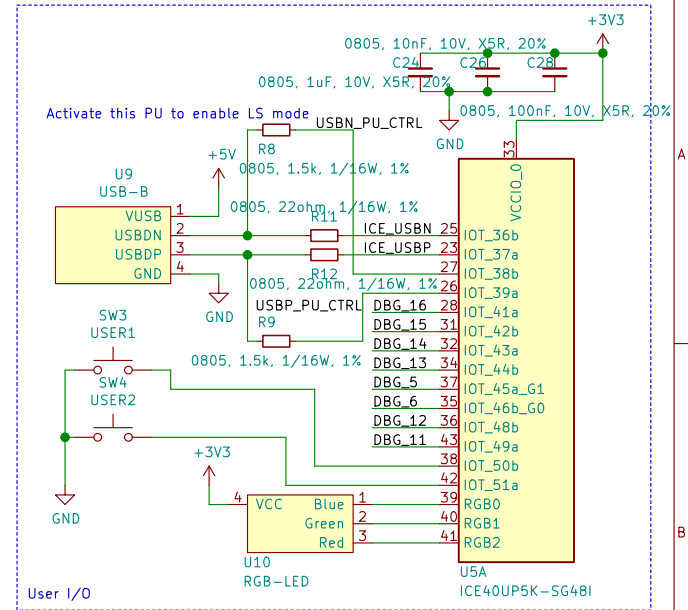 +3V3
0805, 10nF, 10V, X5R, 20%
C24 C26 C28
0805, 1uF, 10V, X5R, 20%
0805, 100nF, 10V, X5R, 20%
Activate this PU to enable LS mode
USBN_PU_CTRL
GND
R8
+5V
0805, 1.5k, 1/16W, 1%
A
33
VCCIO_0
U9
USB-B
0805, 22ohm, 1/16W, 1%
R11
VUSB 1
USBDN 2
USBDP 3
GND 4
ICE_USBN 25 IOT_36b
ICE_USBP 23 IOT_37a
27 IOT_38b
R12
0805, 22ohm, 1/16W, 1%
26 IOT_39a
GND
USBP_PU_CTRL
R9
0805, 1.5k, 1/16W, 1%
DBG_16 28 IOT_41a
DBG_15 31 IOT_42b
DBG_14 32 IOT_43a
DBG_13 34 IOT_44b
DBG_5 37 IOT_45a_G1
DBG_6 35 IOT_46b_G0
DBG_12 36 IOT_48b
DBG_11 43 IOT_49a
38 IOT_50b
42 IOT_51a
SW3
USER1
SW4
USER2
GND
+3V3
4 VCC
Blue 1 39 RGB0
Green 2 40 RGB1
Red 3 41 RGB2
B
U10
RGB-LED
U5A
ICE40UP5K-SG48I
User I/O